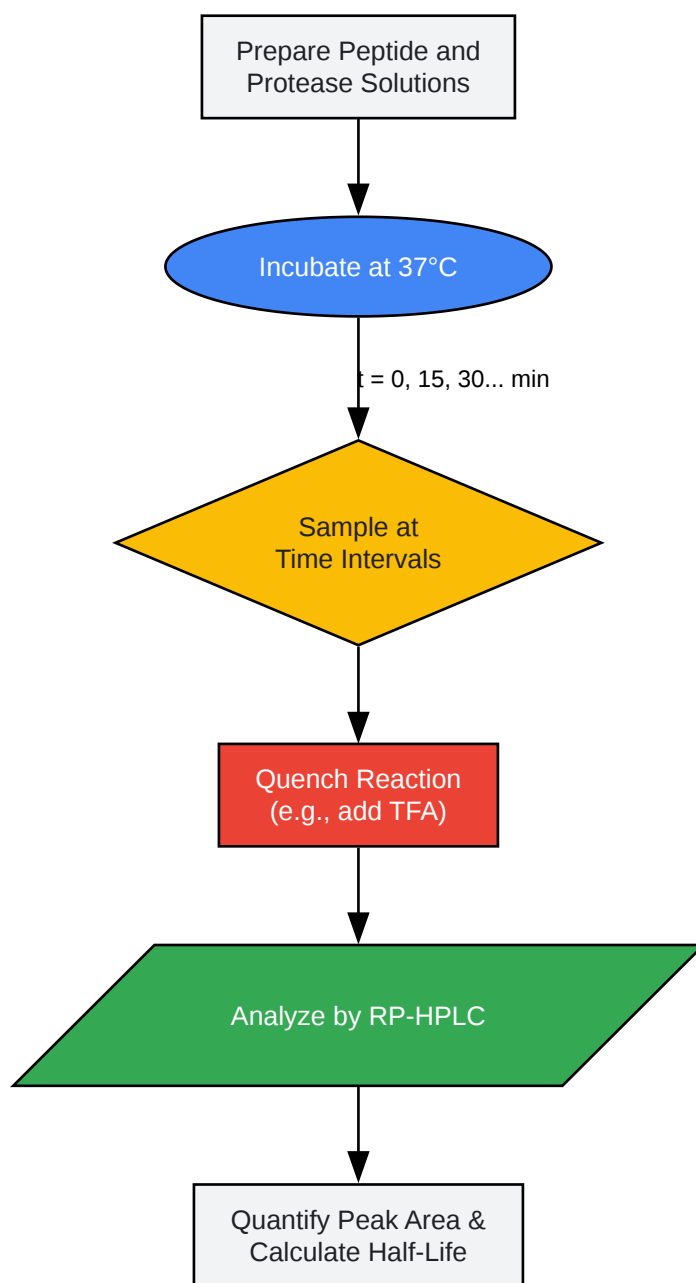 Prepare Peptide and
Protease Solutions
Incubate at 37°C
t = 0, 15, 30... min
Sample at
Time Intervals
Quench Reaction
(e.g., add TFA)
Analyze by RP-HPLC
Quantify Peak Area &
Calculate Half-Life